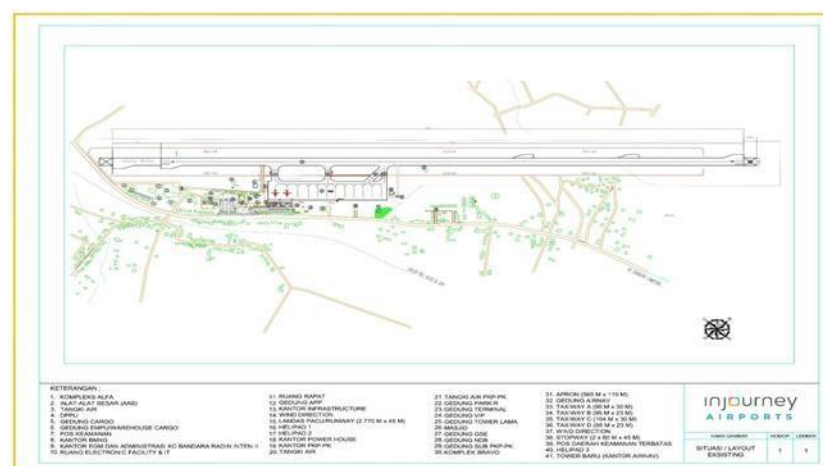 KETERANGAN :
1. KOMPLEKS ALFA
2. ALAT-ALAT BESAR (AAB)
3. TANGKI AIR
4. DPPU
5. GEDUNG CARGO
6. GEDUNG EMPU/WAREHOUSE CARGO
7. POS KEAMANAN
8. KANTOR BMKG
9. KANTOR EGM DAN ADMINISTRASI KC BANDARA RADIN INTEN II
10. RUANG ELECTRONIC FACILITY & IT
11. RUANG RAPAT
12. GEDUNG APP
13. KANTOR INFRASTRUCTURE
14. WIND DIRECTION
15. LANDAS PACU/RUNWAY (2.770 M x 45 M)
16. HELIPAD 1
17. HELIPAD 2
18. KANTOR POWER HOUSE
19. KANTOR PKP-PK
20. TANGKI AIR
21. TANGKI AIR PKP-PK
22. GEDUNG PARKIR
23. GEDUNG TERMINAL
24. GEDUNG VIP
25. GEDUNG TOWER LAMA
26. MASJID
27. GEDUNG GSE
28. GEDUNG NDB
29. GEDUNG SUB PKP-PK
30. KOMPLEK BRAVO
31. APRON (565 M x 110 M)
32. GEDUNG AIRNAV
33. TAXIWAY A (96 M x 30 M)
34. TAXIWAY B (96 M x 23 M)
35. TAXIWAY C (104 M x 30 M)
36. TAXIWAY D (96 M x 23 M)
37. WIND DIRECTION
38. STOPWAY (2 x 60 M x 45 M)
39. POS DAERAH KEAMANAN TERBATAS
40. HELIPAD 3
41. TOWER BARU (KANTOR AIRNAV)
injourney
AIRPORTS
NAMA GAMBAR NOMOR LEMBAR
SITUASI / LAYOUT EKSISTING 1 1